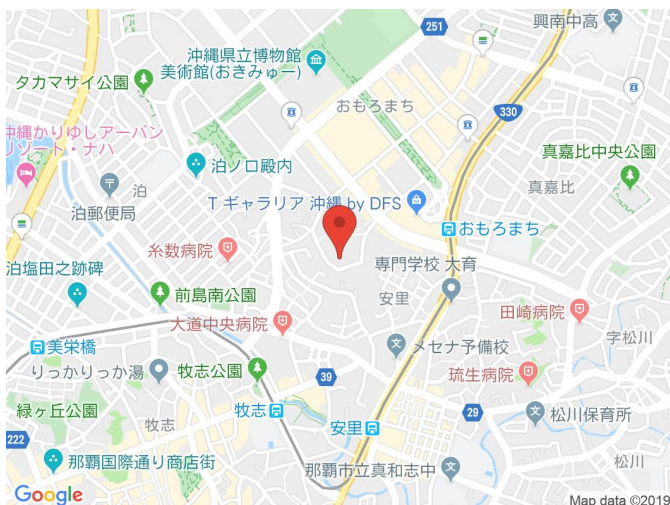 興南中高
251
沖縄県立博物館
美術館(おきみゅー)
タカマサイ公園
おもろまち
330
沖縄かりゆしアーバン
リゾート・ナハ
泊ノロ殿内
真嘉比中央公園
泊
真嘉比
泊郵便局
T ギャラリア 沖縄 by DFS
おもろまち
糸数病院
専門学校 大育
泊塩田之跡碑
安里
前島南公園
田崎病院
大道中央病院
字松川
美栄橋
メセナ予備校
りっかりっか湯
牧志公園
39
琉生病院
緑ヶ丘公園
牧志
牧志
29
松川保育所
222
安里
那覇国際通り商店街
那覇市立真和志中
松川
Google
Map data ©2019